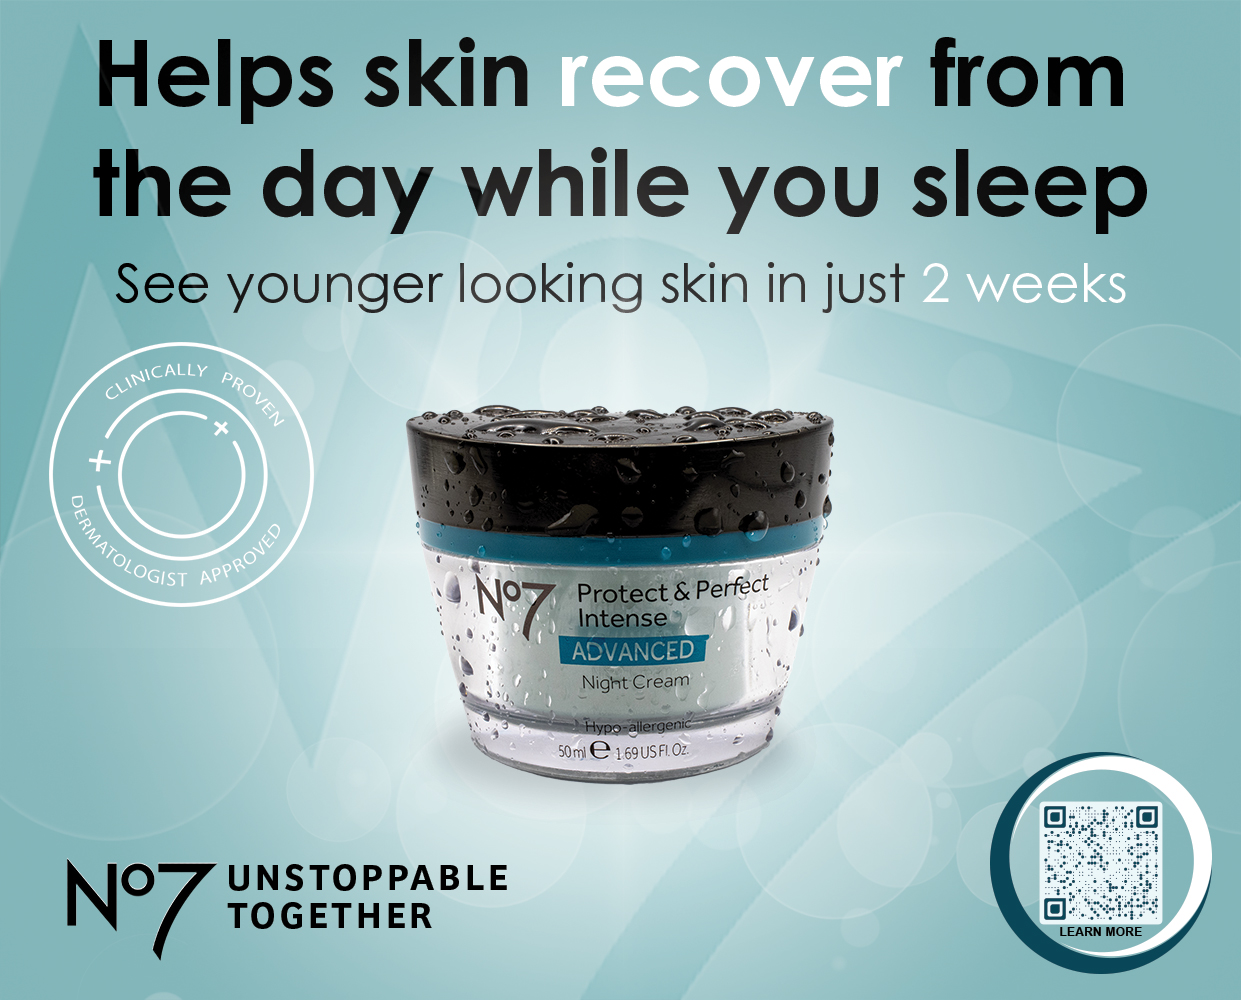 Helps skin recover from
the day while you sleep
See younger looking skin in just 2 weeks
CLINICALLY PROVEN
DERMATOLOGIST APPROVED
No7
Protect & Perfect
Intense
ADVANCED
Night Cream
Hypo-allergenic
50 ml e 1.69 US Fl. Oz.
No7 UNSTOPPABLE
TOGETHER
LEARN MORE